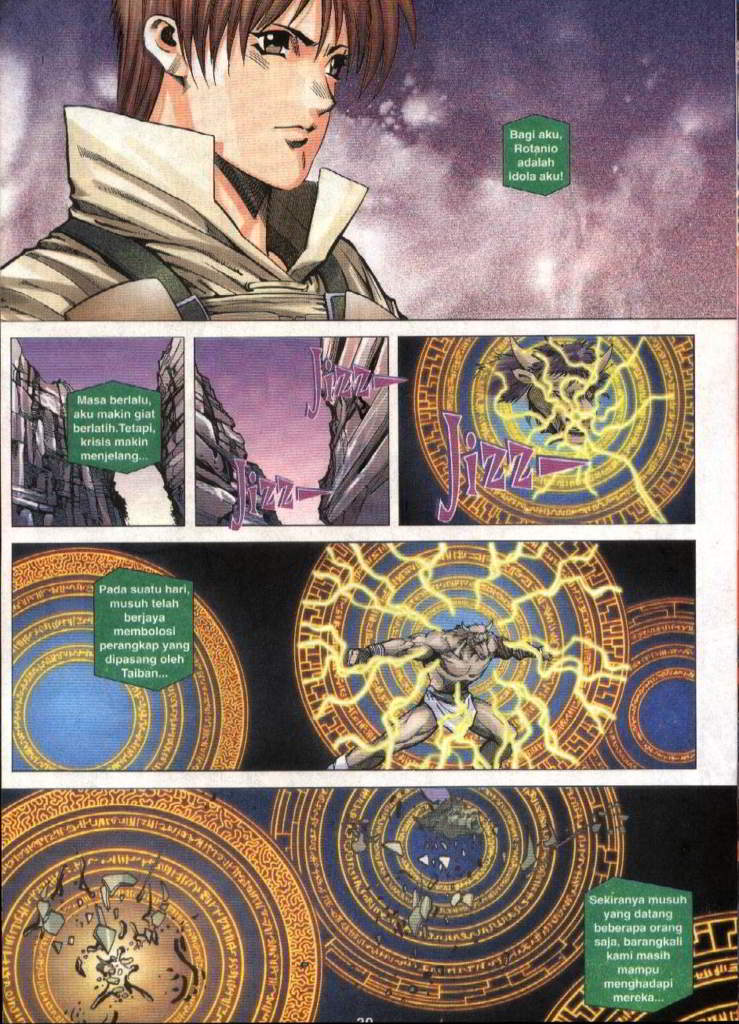 Bagi aku,
Rotanio
adalah
idola aku!
Masa berlalu,
aku makin giat
berlatih.Tetapi,
krisis makin
menjelang...
Jizz
Jizz
Jizz
Pada suatu hari,
musuh telah
berjaya
membolosi
perangkap yang
dipasang oleh
Taiban...
Sekiranya musuh
yang datang
beberapa orang
saja, barangkali
kami masih
mampu
menghadapi
mereka...